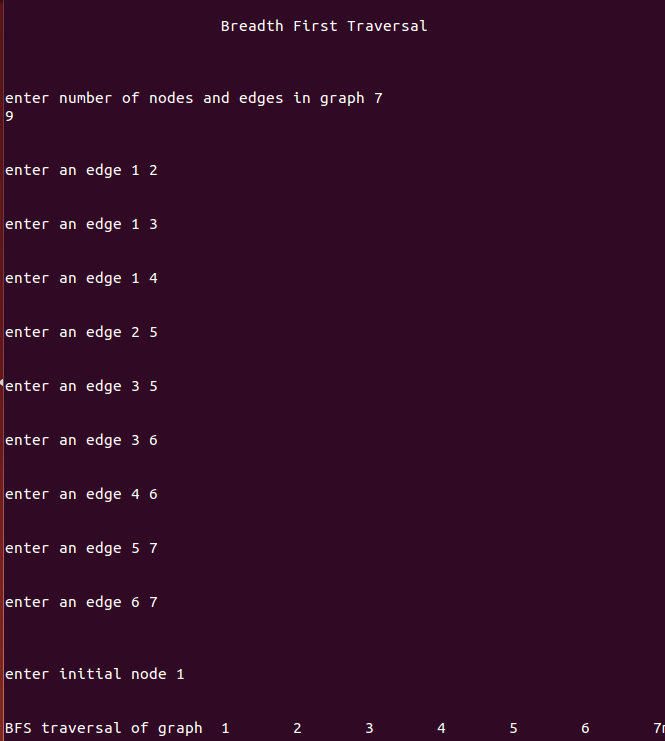 Breadth First Traversal
enter number of nodes and edges in graph 7
9
enter an edge 1 2
enter an edge 1 3
enter an edge 1 4
enter an edge 2 5
enter an edge 3 5
enter an edge 3 6
enter an edge 4 6
enter an edge 5 7
enter an edge 6 7
enter initial node 1
BFS traversal of graph 1 2 3 4 5 6 7